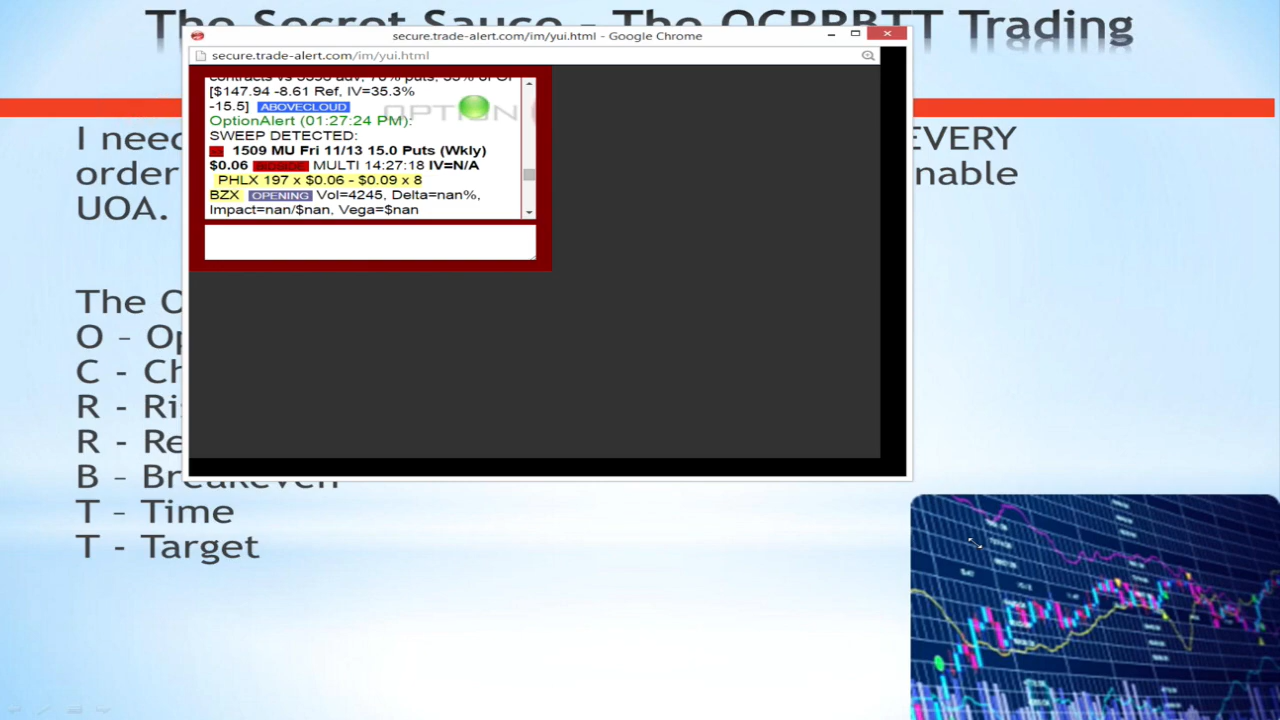 The Secret Sauce - The OCRRBTT Trading
secure.trade-alert.com/im/yui.html - Google Chrome
secure.trade-alert.com/im/yui.html
[$147.94 -8.61 Ref, IV=35.3%
-15.5] ABOVECLOUD
OPTION
OptionAlert (01:27:24 PM):
SWEEP DETECTED:
1509 MU Fri 11/13 15.0 Puts (Wkly)
$0.06 BIDSIDE MULTI 14:27:18 IV=N/A
PHLX 197 x $0.06 - $0.09 x 8
BZX OPENING Vol=4245, Delta=nan%,
Impact=nan/$nan, Vega=$nan
I need EVERY
order nable
UOA.
The O
O - Op
C - Ch
R - Ris
R - Re
B - Breakeven
T - Time
T - Target